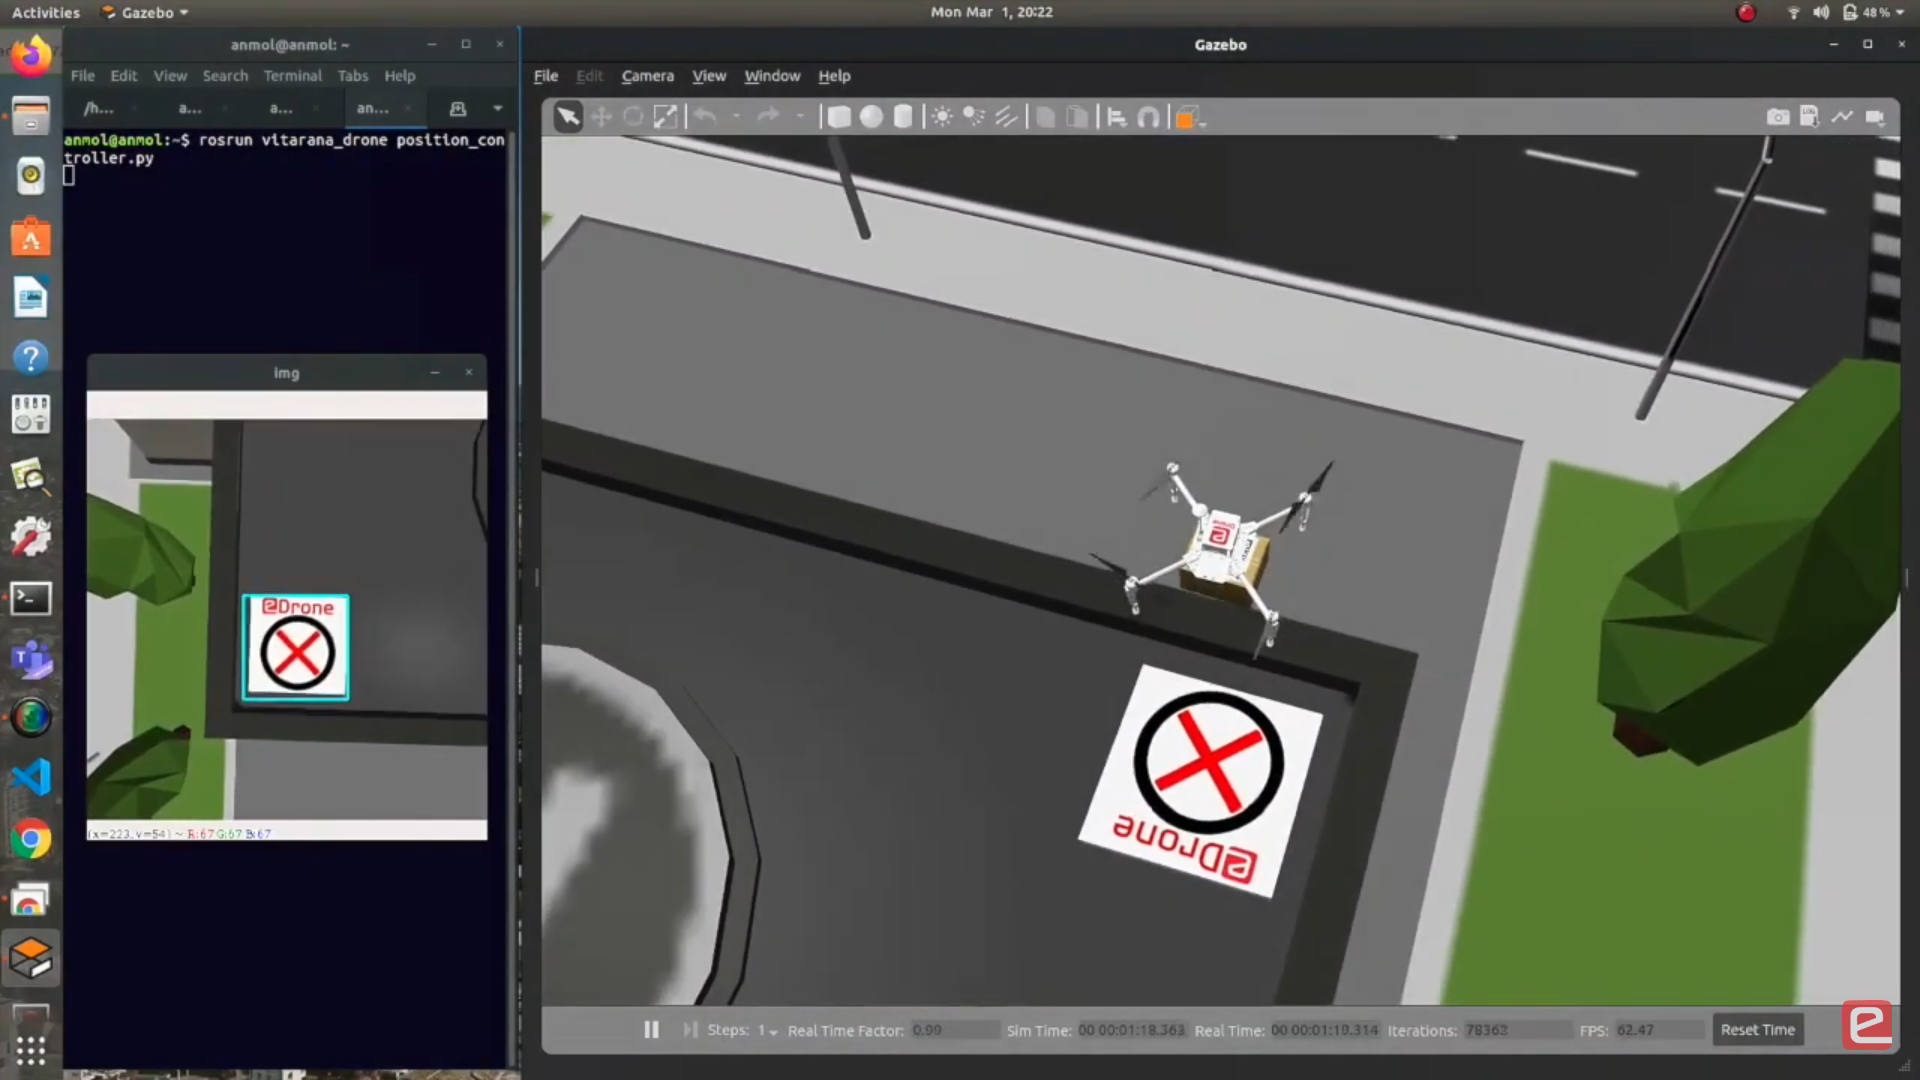 Activities Gazebo Mon Mar 1, 20:22 48 %
anmol@anmol: ~
File Edit View Search Terminal Tabs Help
/h... a... a... an...
anmol@anmol:~$ rosrun vitarana_drone position_con
troller.py
img
eDrone
(x=223, y=54) ~ R:67 G:67 B:67
Gazebo
File Edit Camera View Window Help
eDrone
Steps: 1 Real Time Factor: 0.99 Sim Time: 00 00:01:18.363 Real Time: 00 00:01:19.314 Iterations: 78362 FPS: 62.47 Reset Time